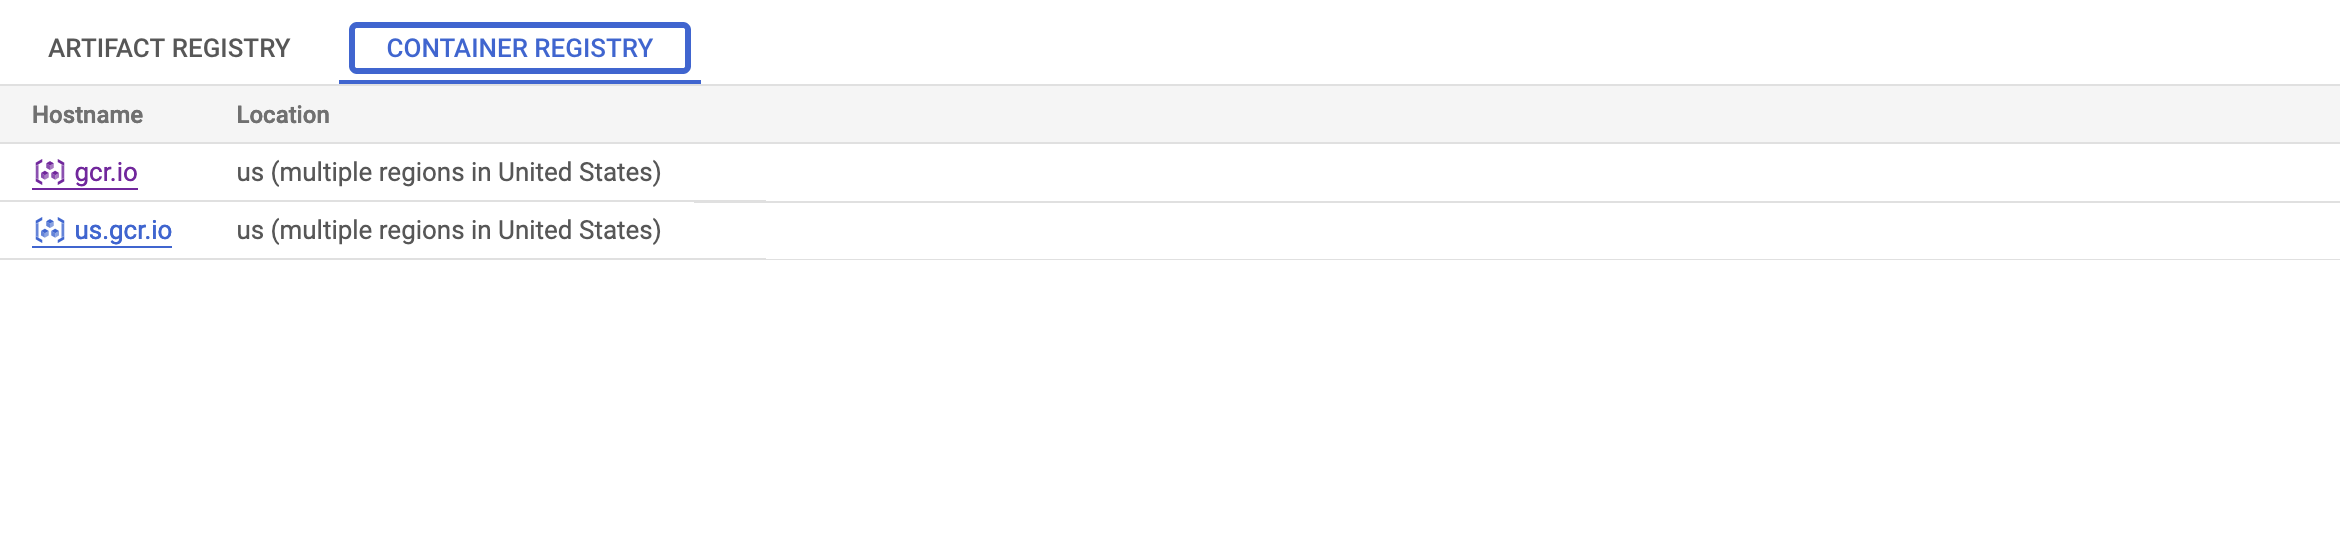 ARTIFACT REGISTRY CONTAINER REGISTRY
Hostname Location
gcr.io us (multiple regions in United States)
us.gcr.io us (multiple regions in United States)